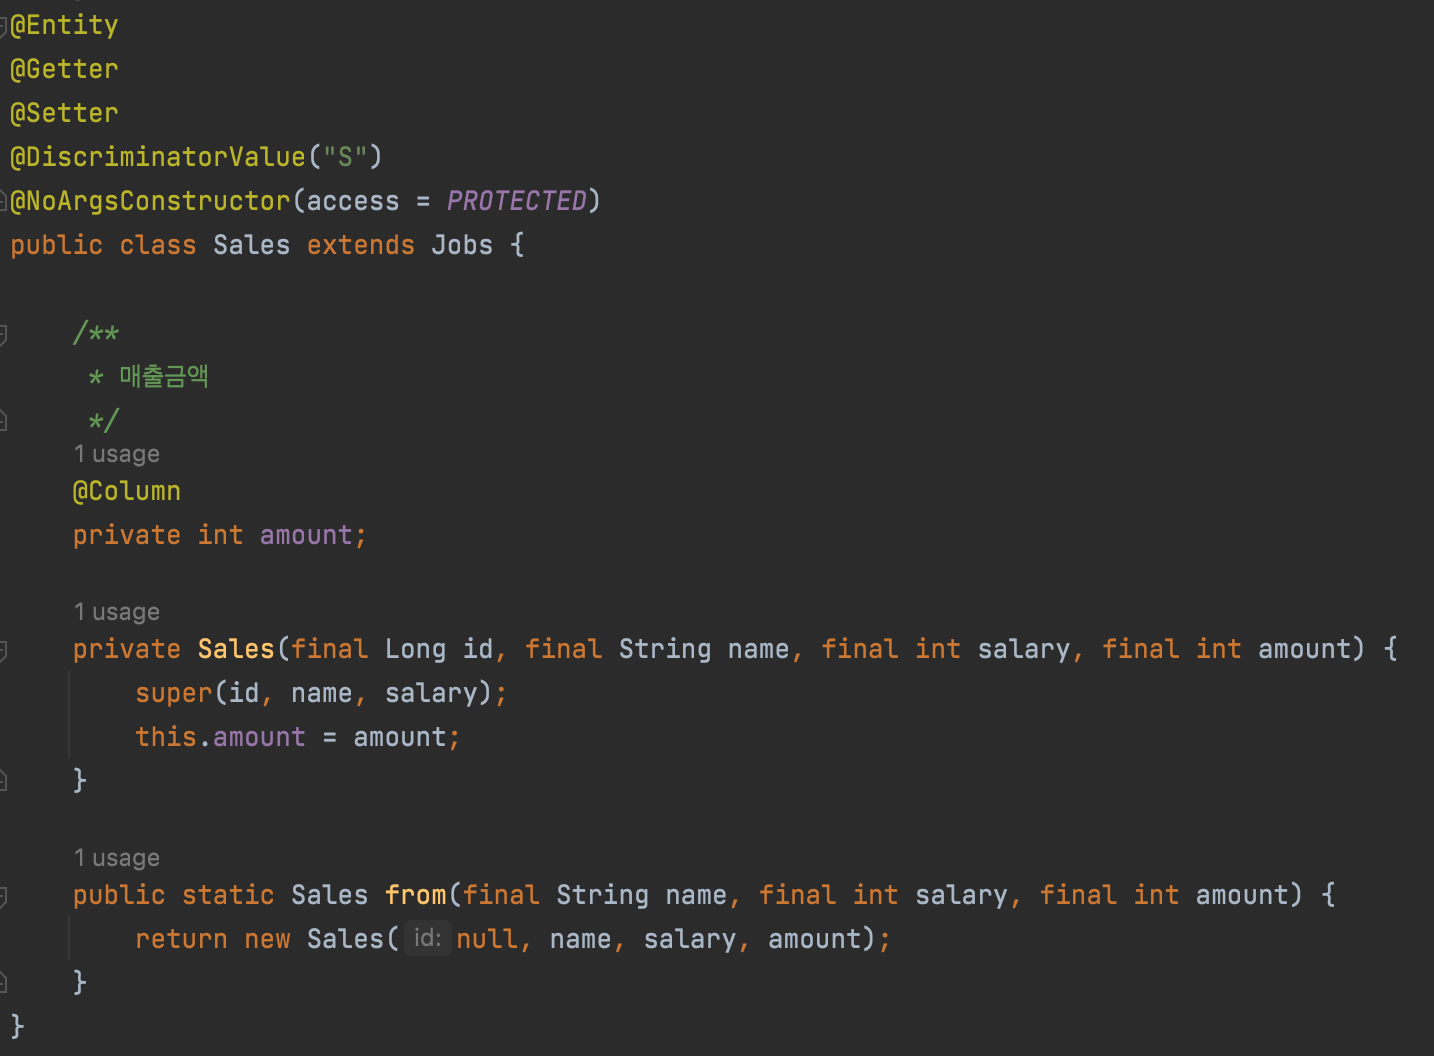 @Entity
@Getter
@Setter
@DiscriminatorValue("S")
@NoArgsConstructor(access = PROTECTED)
public class Sales extends Jobs {
/**
* 매출금액
*/
1 usage
@Column
private int amount;
1 usage
private Sales(final Long id, final String name, final int salary, final int amount) {
super(id, name, salary);
this.amount = amount;
}
1 usage
public static Sales from(final String name, final int salary, final int amount) {
return new Sales( id: null, name, salary, amount);
}
}